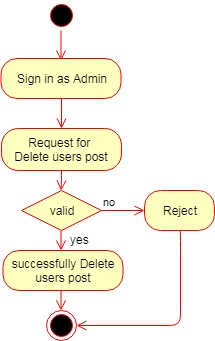 Sign in as Admin
Request for
Delete users post
valid
no
Reject
yes
successfully Delete
users post